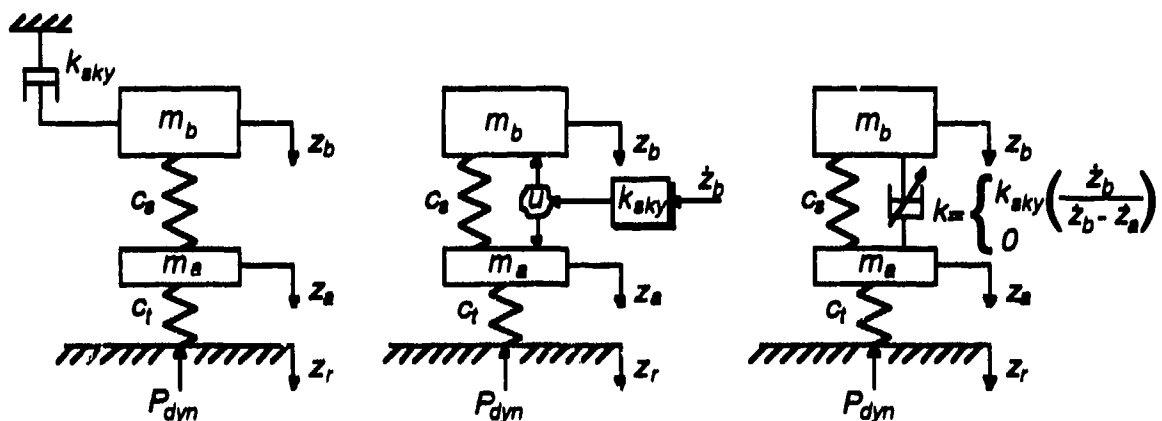 k_sky
m_b
z_b
c_s
m_a
z_a
c_t
z_r
P_dyn
m_b
z_b
c_s
u
k_sky
ż_b
m_a
z_a
c_t
z_r
P_dyn
m_b
z_b
c_s
k= { k_sky ( ż_b / ż_b - ż_a )
0
m_a
z_a
c_t
z_r
P_dyn